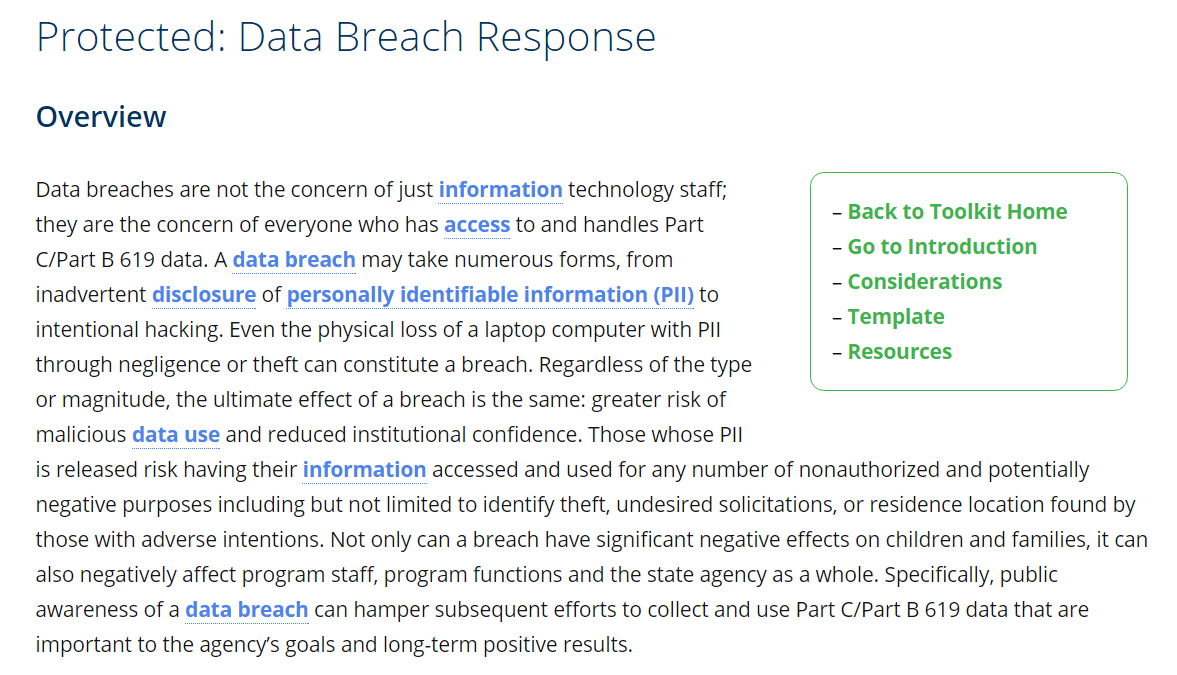 Protected: Data Breach Response
Overview
Data breaches are not the concern of just information technology staff;
they are the concern of everyone who has access to and handles Part
C/Part B 619 data. A data breach may take numerous forms, from
inadvertent disclosure of personally identifiable information (PII) to
intentional hacking. Even the physical loss of a laptop computer with PII
through negligence or theft can constitute a breach. Regardless of the type
or magnitude, the ultimate effect of a breach is the same: greater risk of
malicious data use and reduced institutional confidence. Those whose PII
is released risk having their information accessed and used for any number of nonauthorized and potentially
negative purposes including but not limited to identify theft, undesired solicitations, or residence location found by
those with adverse intentions. Not only can a breach have significant negative effects on children and families, it can
also negatively affect program staff, program functions and the state agency as a whole. Specifically, public
awareness of a data breach can hamper subsequent efforts to collect and use Part C/Part B 619 data that are
important to the agency’s goals and long-term positive results.
– Back to Toolkit Home
– Go to Introduction
– Considerations
– Template
– Resources